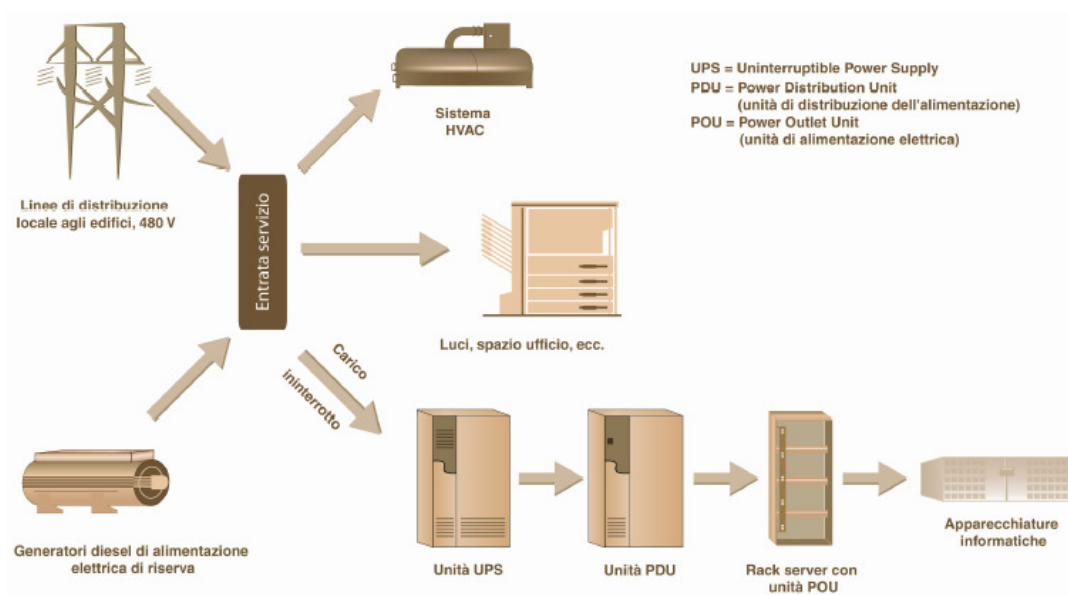 UPS = Uninterruptible Power Supply
PDU = Power Distribution Unit
(unità di distribuzione dell'alimentazione)
POU = Power Outlet Unit
(unità di alimentazione elettrica)
Sistema
HVAC
Linee di distribuzione
locale agli edifici, 480 V
Entrata servizio
Luci, spazio ufficio, ecc.
Carico
ininterrotto
Generatori diesel di alimentazione
elettrica di riserva
Unità UPS
Unità PDU
Rack server con
unità POU
Apparecchiature
informatiche